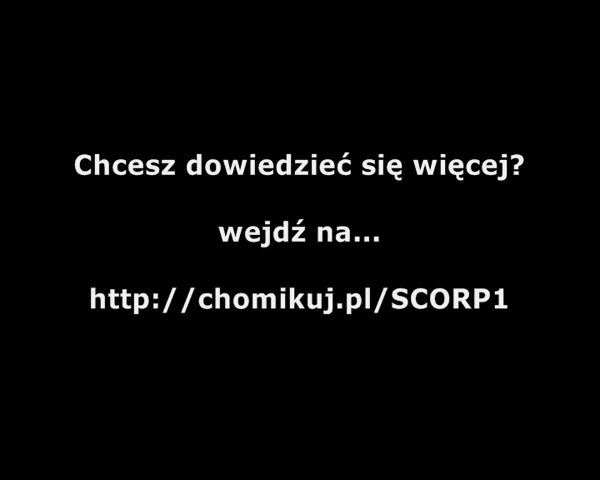 Chcesz dowiedzieć się więcej?
wejdź na...
http://chomikuj.pl/SCORP1